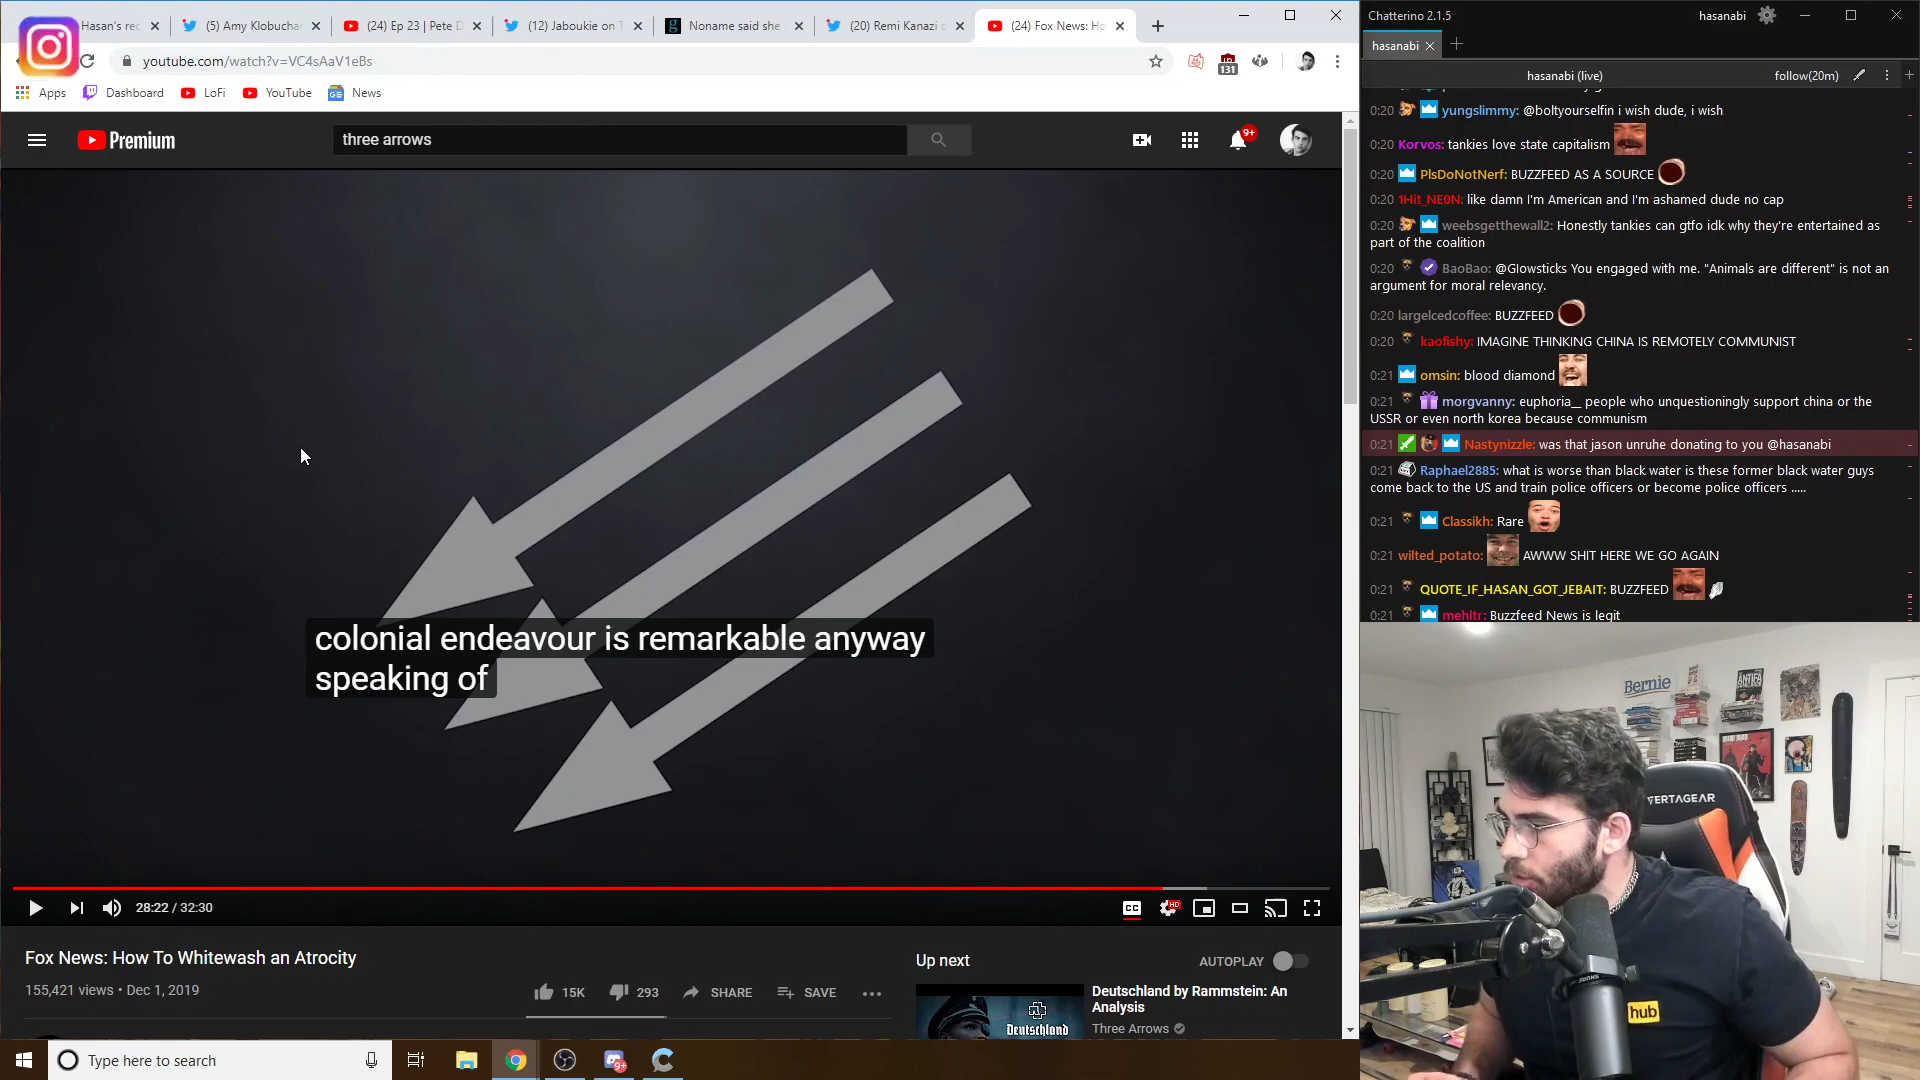 Hasan's rec
(5) Amy Klobucha
(24) Ep 23 | Pete D
(12) Jaboukie on T
Noname said she
(20) Remi Kanazi
(24) Fox News: Ho
youtube.com/watch?v=VC4sAaV1eBs
131
Apps
Dashboard
LoFi
YouTube
News
Premium
three arrows
9+
colonial endeavour is remarkable anyway
speaking of
28:22 / 32:30
CC
HD
Fox News: How To Whitewash an Atrocity
155,421 views • Dec 1, 2019
15K
293
SHARE
SAVE
Up next
AUTOPLAY
Deutschland
Deutschland by Rammstein: An
Analysis
Three Arrows
Type here to search
9+
Chatterino 2.1.5
hasanabi
hasanabi
hasanabi (live)
follow(20m)
0:20 yungslimmy: @boltyourselfin i wish dude, i wish
0:20 Korvos: tankies love state capitalism
0:20 PlsDoNotNerf: BUZZFEED AS A SOURCE
0:20 1Hit_NE0N: like damn I'm American and I'm ashamed dude no cap
0:20 weebsgetthewall2: Honestly tankies can gtfo idk why they're entertained as
part of the coalition
0:20 BaoBao: @Glowsticks You engaged with me. "Animals are different" is not an
argument for moral relevancy.
0:20 largeIcedcoffee: BUZZFEED
0:20 kaofishy: IMAGINE THINKING CHINA IS REMOTELY COMMUNIST
0:21 omsin: blood diamond
0:21 morgvanny: euphoria__ people who unquestioningly support china or the
USSR or even north korea because communism
0:21 Nastynizzle: was that jason unruhe donating to you @hasanabi
0:21 Raphael2885: what is worse than black water is these former black water guys
come back to the US and train police officers or become police officers .....
0:21 Classikh: Rare
0:21 wilted_potato: AWWW SHIT HERE WE GO AGAIN
0:21 QUOTE_IF_HASAN_GOT_JEBAIT: BUZZFEED
0:21 mehltr: Buzzfeed News is legit
Bernie
ANTIFA
VERTAGEAR
hub